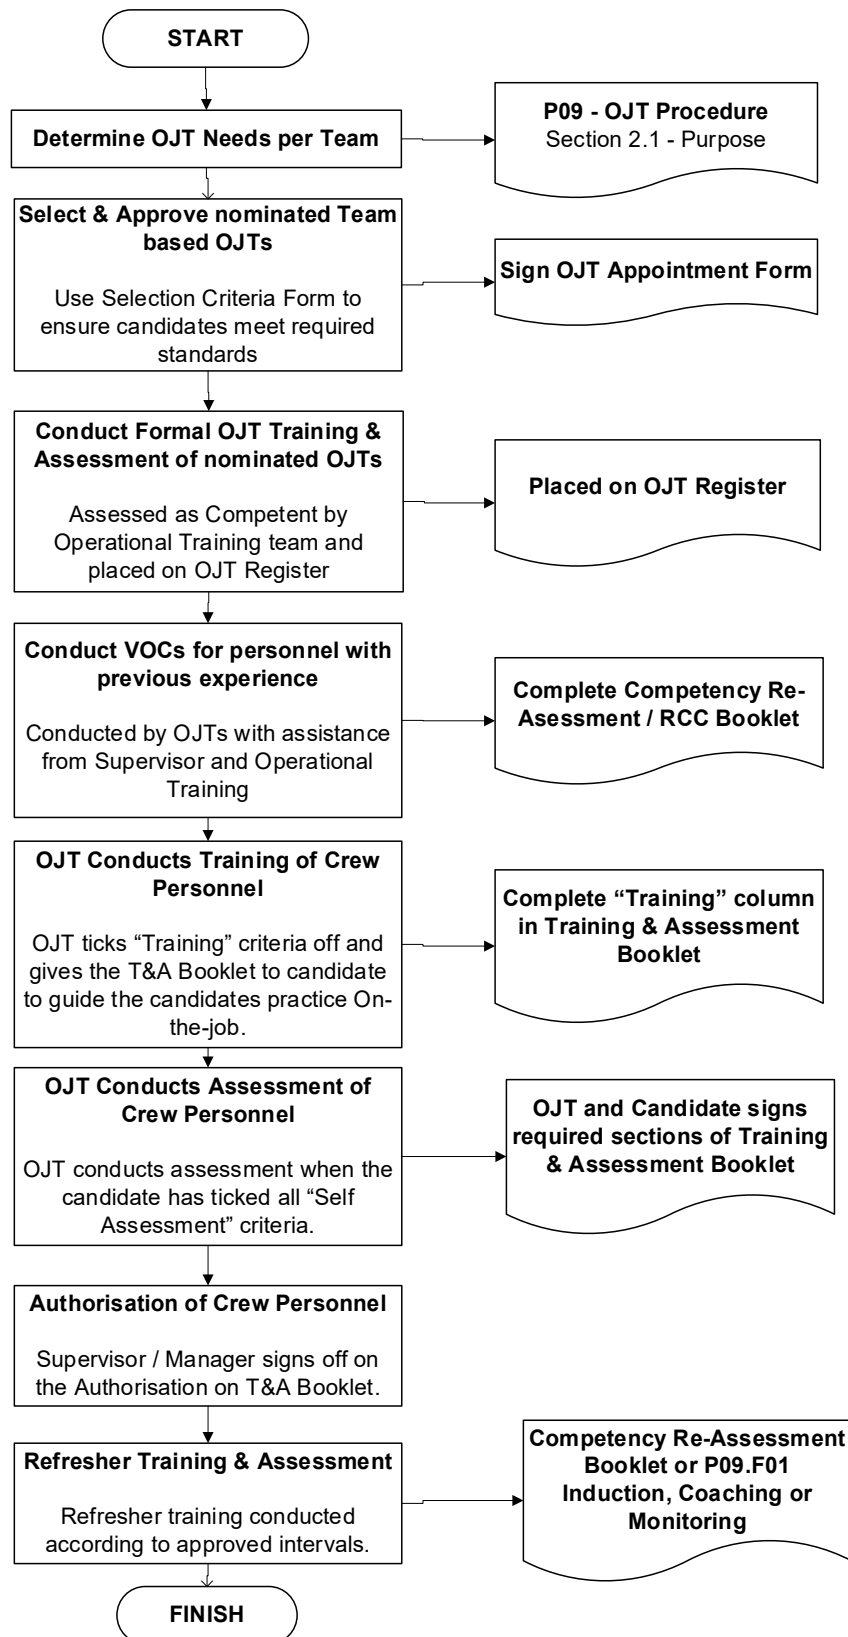 START
Determine OJT Needs per Team
P09 - OJT Procedure
Section 2.1 - Purpose
Select & Approve nominated Team
based OJTs
Use Selection Criteria Form to
ensure candidates meet required
standards
Sign OJT Appointment Form
Conduct Formal OJT Training &
Assessment of nominated OJTs
Assessed as Competent by
Operational Training team and
placed on OJT Register
Placed on OJT Register
Conduct VOCs for personnel with
previous experience
Conducted by OJTs with assistance
from Supervisor and Operational
Training
Complete Competency Re-
Asessment / RCC Booklet
OJT Conducts Training of Crew
Personnel
OJT ticks “Training” criteria off and
gives the T&A Booklet to candidate
to guide the candidates practice On-
the-job.
Complete “Training” column
in Training & Assessment
Booklet
OJT Conducts Assessment of
Crew Personnel
OJT conducts assessment when the
candidate has ticked all “Self
Assessment” criteria.
OJT and Candidate signs
required sections of Training
& Assessment Booklet
Authorisation of Crew Personnel
Supervisor / Manager signs off on
the Authorisation on T&A Booklet.
Refresher Training & Assessment
Refresher training conducted
according to approved intervals.
Competency Re-Assessment
Booklet or P09.F01
Induction, Coaching or
Monitoring
FINISH